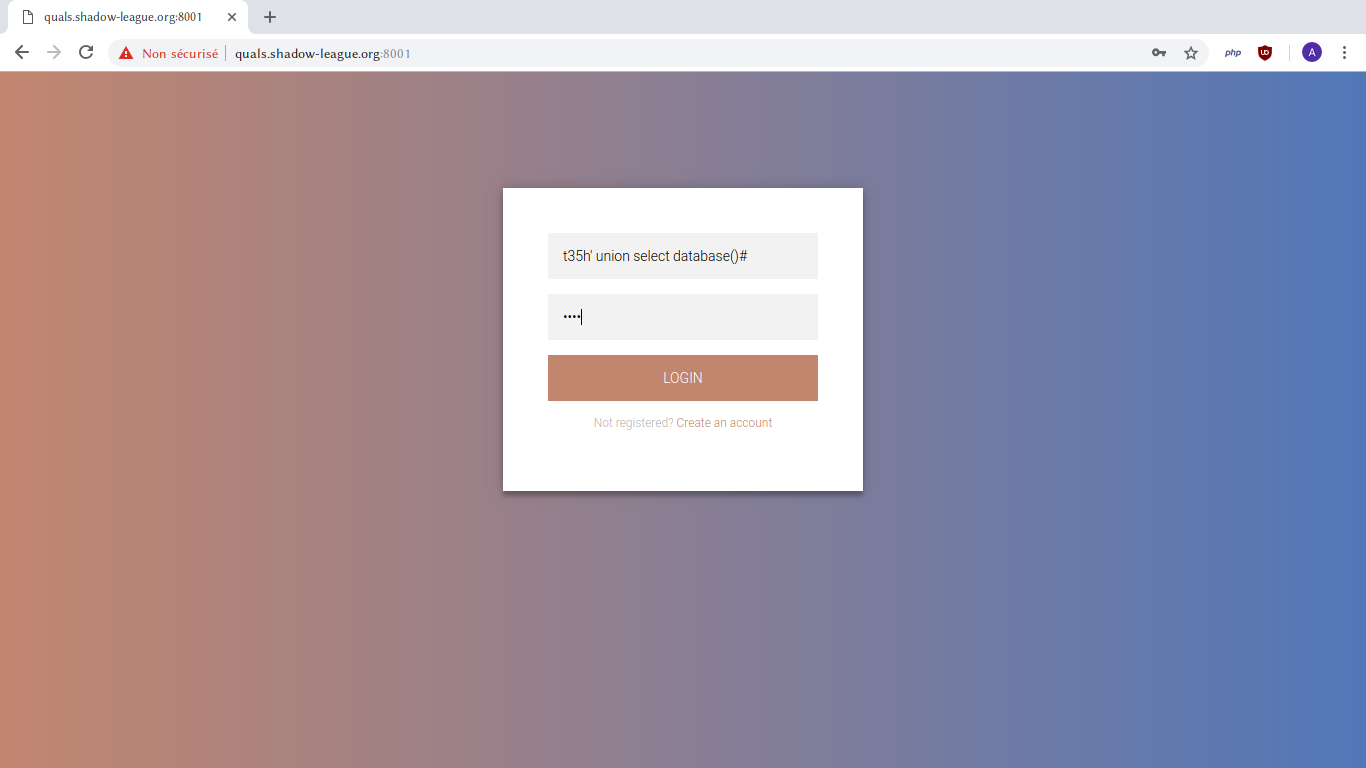 quals.shadow-league.org:8001
Non sécurisé quals.shadow-league.org:8001 php UD A
t35h' union select database()#
••••
LOGIN
Not registered? Create an account